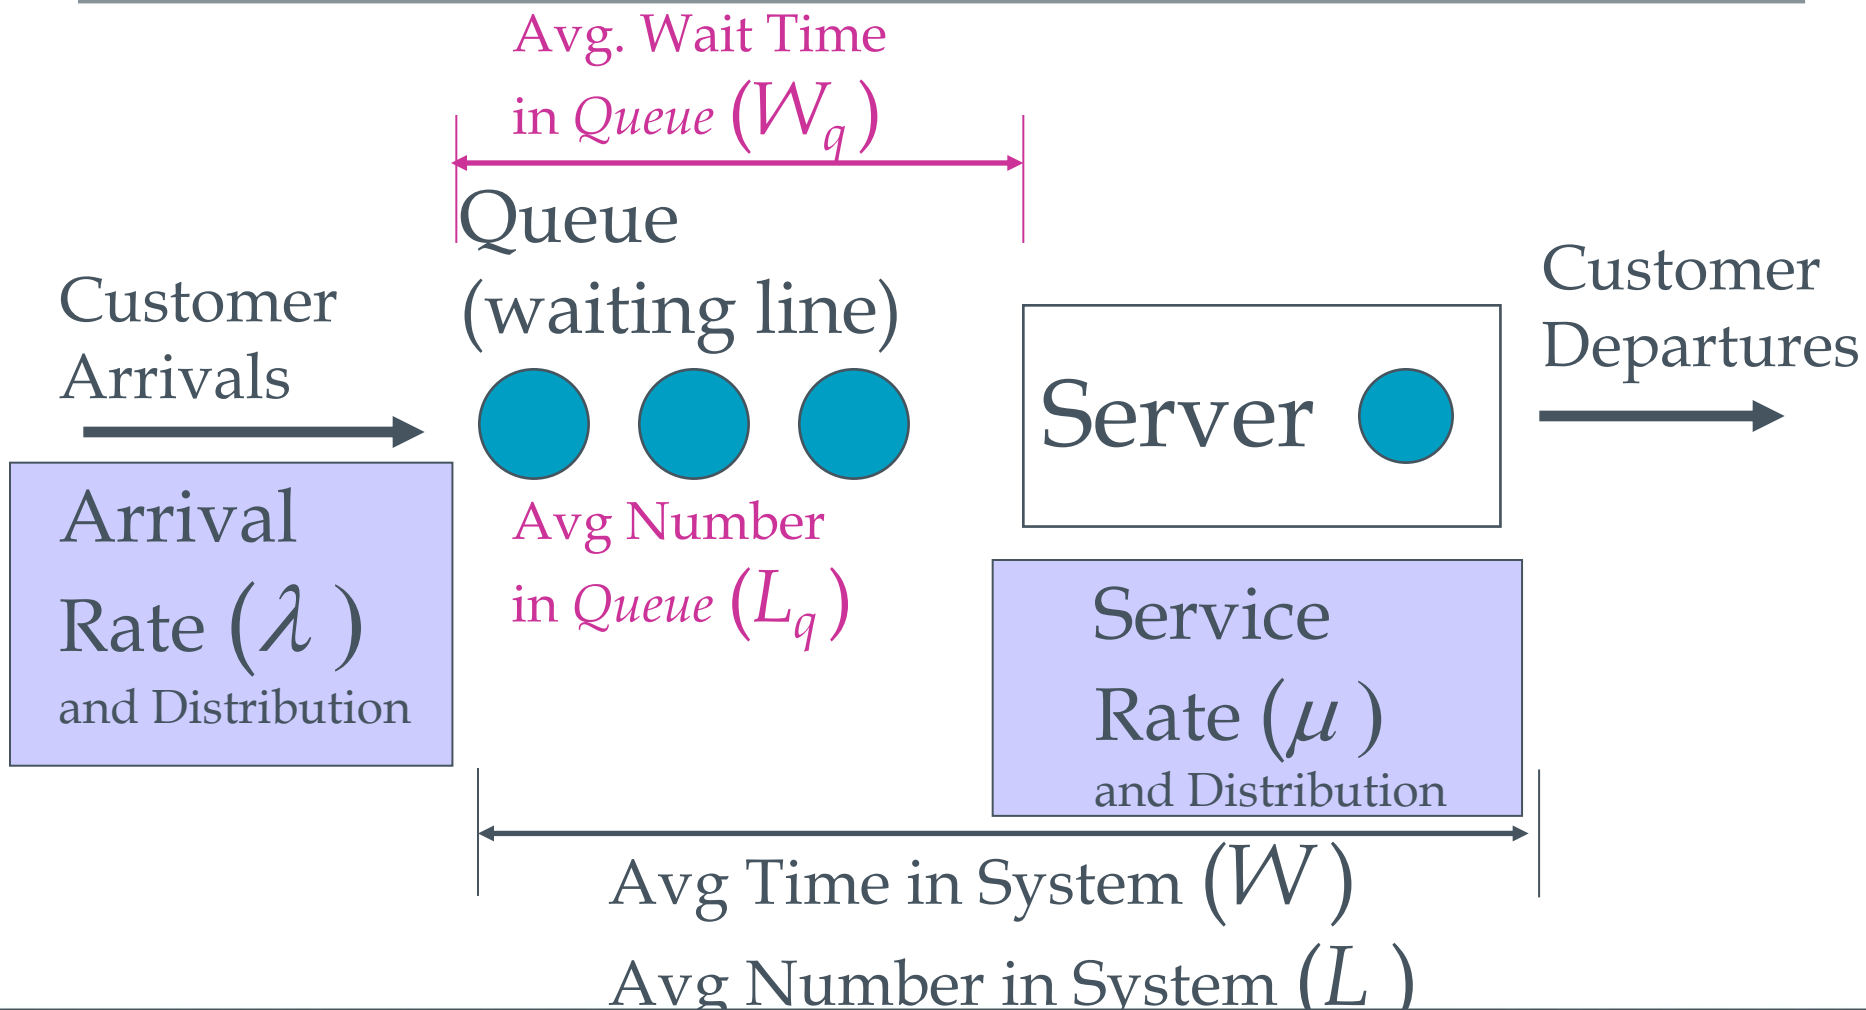 Avg. Wait Time
in Queue (Wq)
Queue
(waiting line)
Customer
Arrivals
Customer
Departures
Server
Arrival
Rate (λ )
and Distribution
Avg Number
in Queue (Lq)
Service
Rate (μ )
and Distribution
Avg Time in System (W)
Avg Number in System (L )